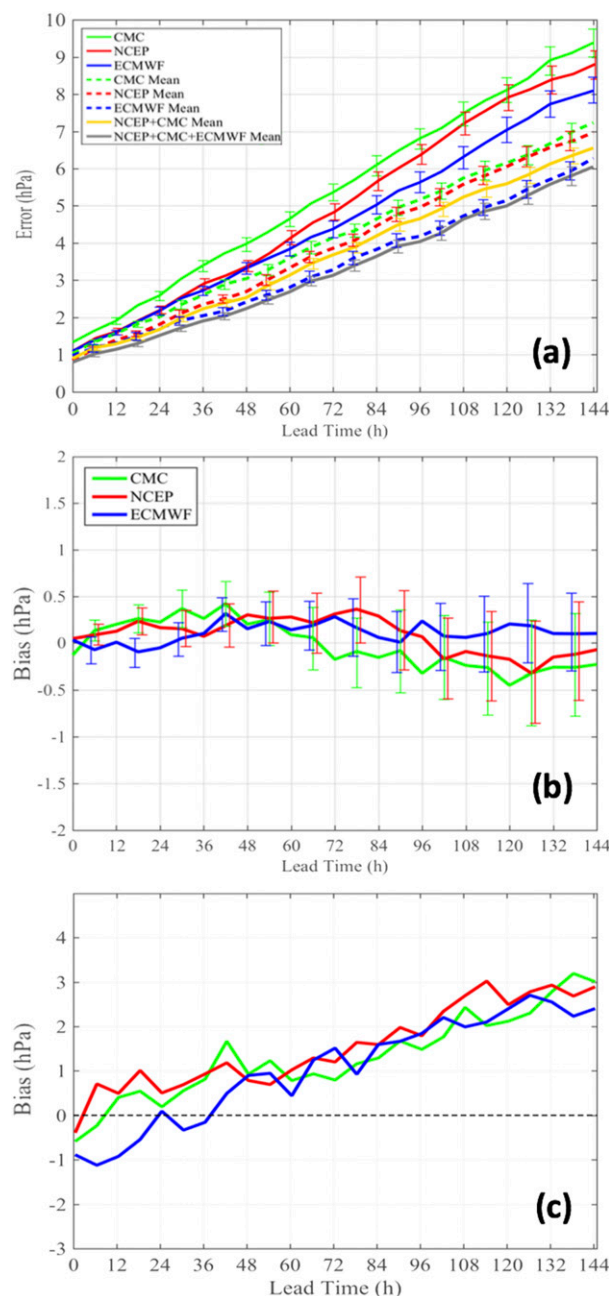 10
9
8
7
6
5
4
3
2
1
0
Error (hPa)
CMC
NCEP
ECMWF
CMC Mean
NCEP Mean
ECMWF Mean
NCEP+CMC Mean
NCEP+CMC+ECMWF Mean
(a)
0 12 24 36 48 60 72 84 96 108 120 132 144
Lead Time (h)
2
1.5
1
0.5
0
-0.5
-1
-1.5
-2
Bias (hPa)
CMC
NCEP
ECMWF
(b)
0 12 24 36 48 60 72 84 96 108 120 132 144
Lead Time (h)
4
3
2
1
0
-1
-2
-3
Bias (hPa)
(c)
0 12 24 36 48 60 72 84 96 108 120 132 144
Lead Time (h)